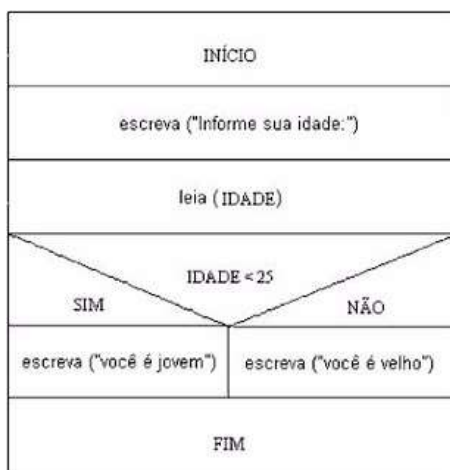 INÍCIO
escreva ("Informe sua idade:")
leia (IDADE)
IDADE < 25
SIM
NÃO
escreva ("você é jovem")
escreva ("você é velho")
FIM